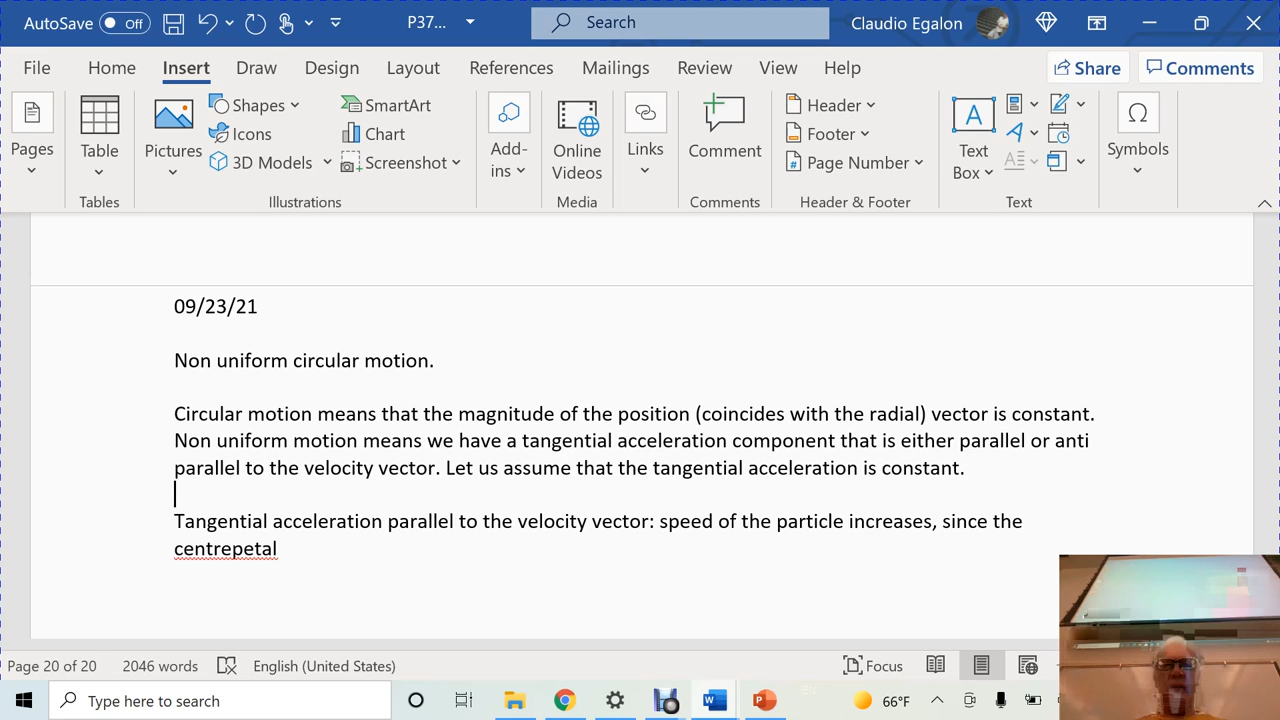 AutoSave Off P37... Search Claudio Egalon
File Home Insert Draw Design Layout References Mailings Review View Help Share Comments
Pages
Table
Tables
Pictures
Shapes
Icons
3D Models
SmartArt
Chart
Screenshot
Illustrations
Add-
ins
Online
Videos
Media
Links
Comment
Comments
Header
Footer
Page Number
Header & Footer
Text
Box
Text
Symbols
09/23/21
Non uniform circular motion.
Circular motion means that the magnitude of the position (coincides with the radial) vector is constant.
Non uniform motion means we have a tangential acceleration component that is either parallel or anti
parallel to the velocity vector. Let us assume that the tangential acceleration is constant.
Tangential acceleration parallel to the velocity vector: speed of the particle increases, since the
centrepetal
Page 20 of 20 2046 words English (United States) Focus
Type here to search 66°F